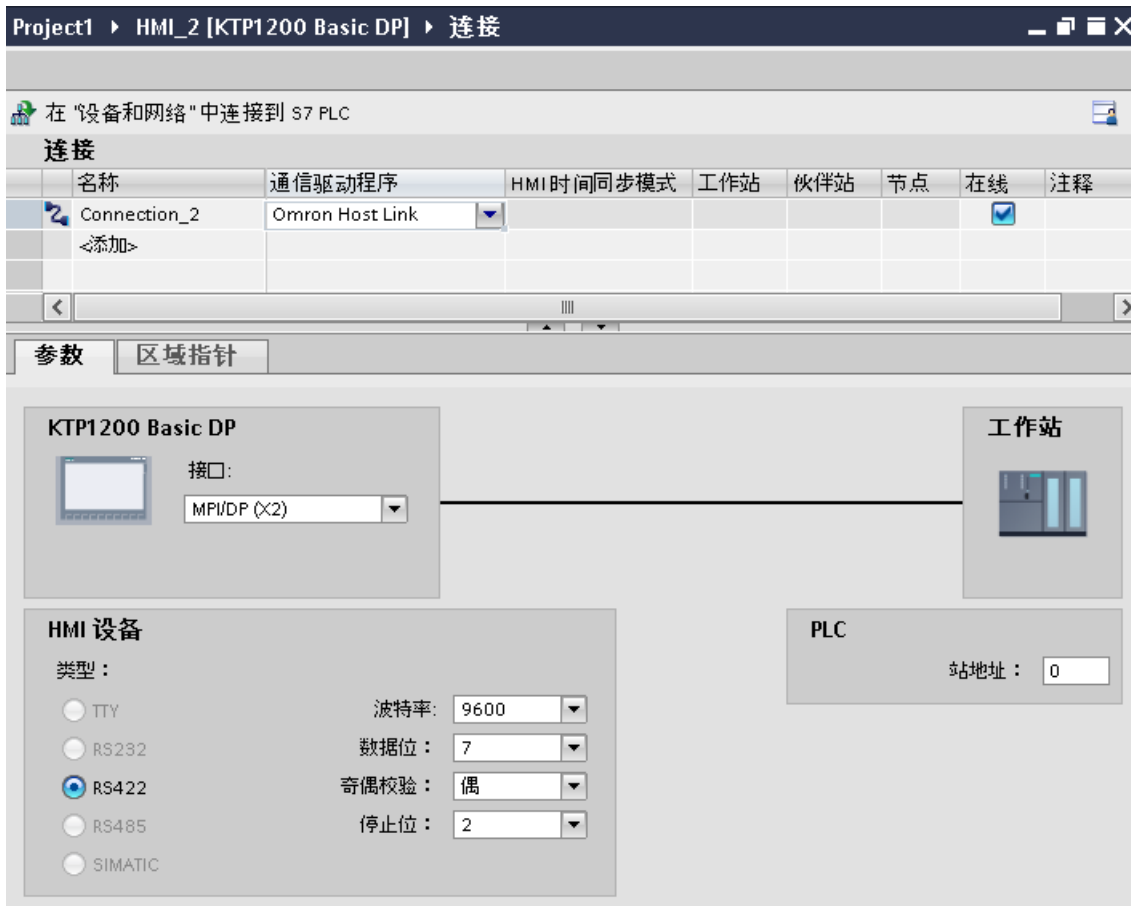 Project1 ▸ HMI_2 [KTP1200 Basic DP] ▸ 连接
在 "设备和网络" 中连接到 S7 PLC
连接
名称 通信驱动程序 HMI时间同步模式 工作站 伙伴站 节点 在线 注释
Connection_2 Omron Host Link
<添加>
参数 区域指针
KTP1200 Basic DP
接口:
MPI/DP (X2)
工作站
HMI 设备
类型：
TTY
RS232
RS422
RS485
SIMATIC
波特率: 9600
数据位： 7
奇偶校验： 偶
停止位： 2
PLC
站地址： 0